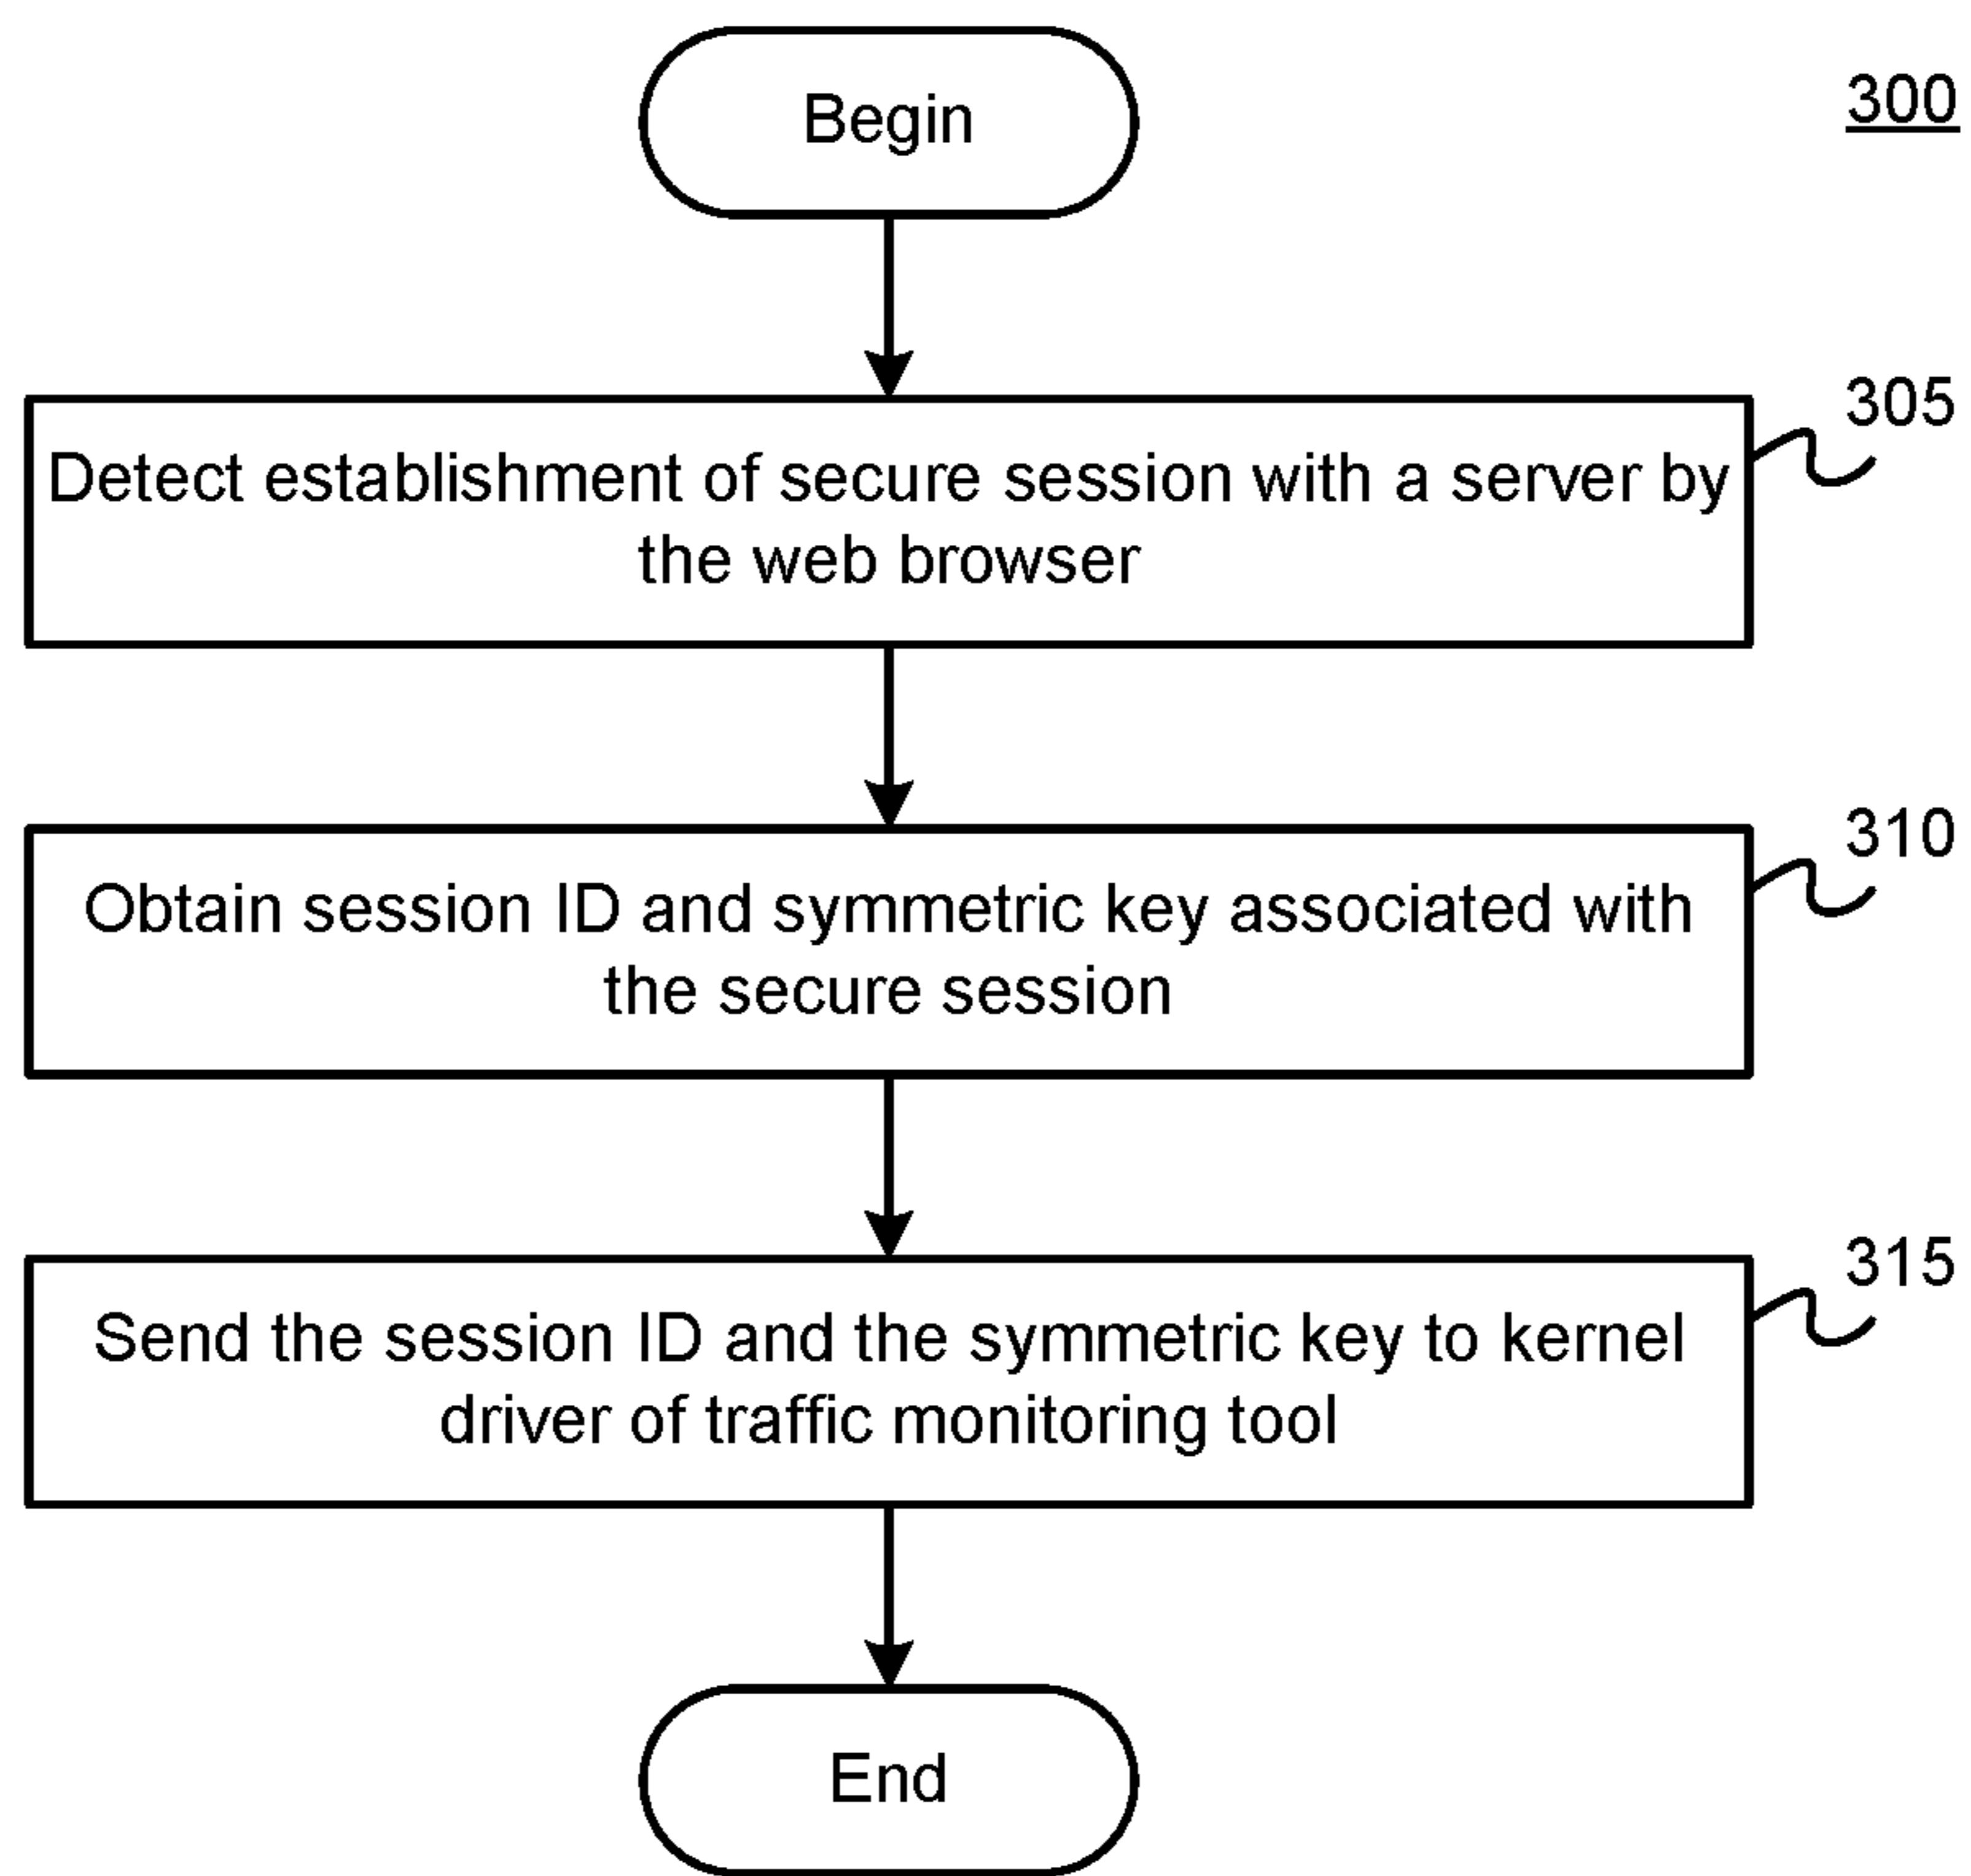 Begin
300
305
Detect establishment of secure session with a server by
the web browser
310
Obtain session ID and symmetric key associated with
the secure session
315
Send the session ID and the symmetric key to kernel
driver of traffic monitoring tool
End